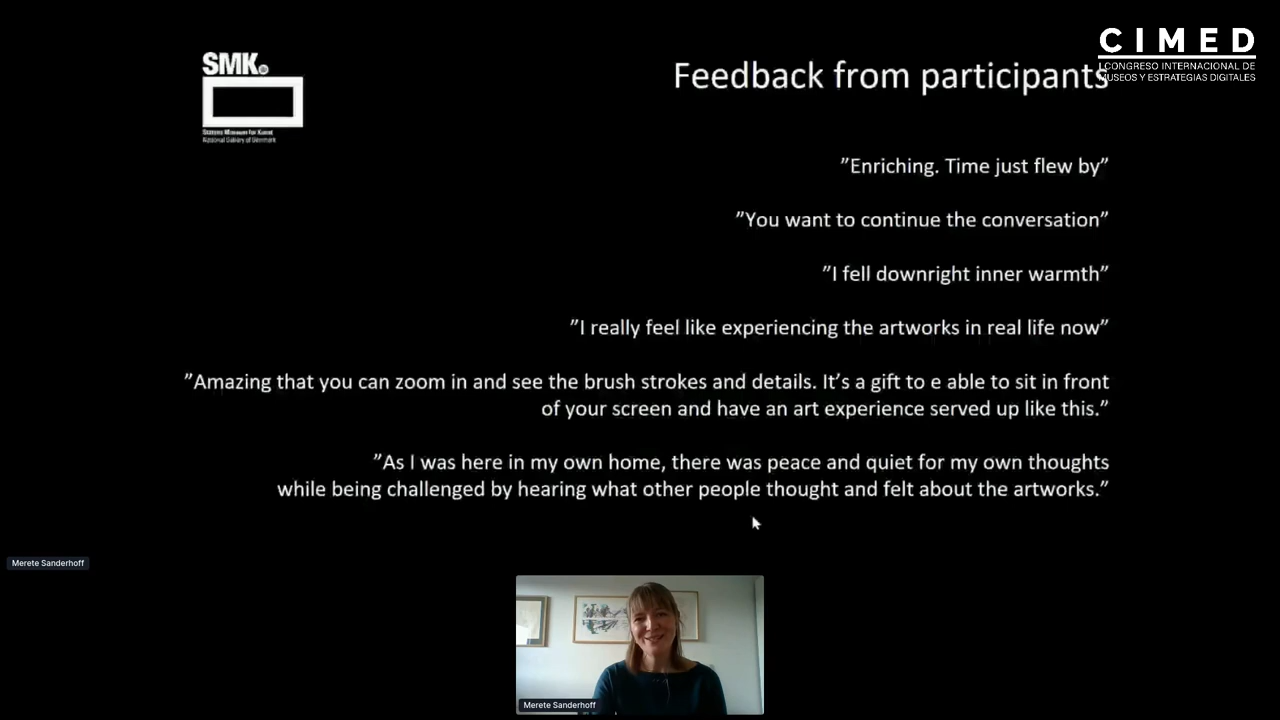 SMK
Statens Museum for Kunst
National Gallery of Denmark
CIMED
I CONGRESO INTERNACIONAL DE
MUSEOS Y ESTRATEGIAS DIGITALES
Feedback from participants
”Enriching. Time just flew by”
”You want to continue the conversation”
”I fell downright inner warmth”
”I really feel like experiencing the artworks in real life now”
”Amazing that you can zoom in and see the brush strokes and details. It’s a gift to e able to sit in front
of your screen and have an art experience served up like this.”
”As I was here in my own home, there was peace and quiet for my own thoughts
while being challenged by hearing what other people thought and felt about the artworks.”
Merete Sanderhoff
Merete Sanderhoff